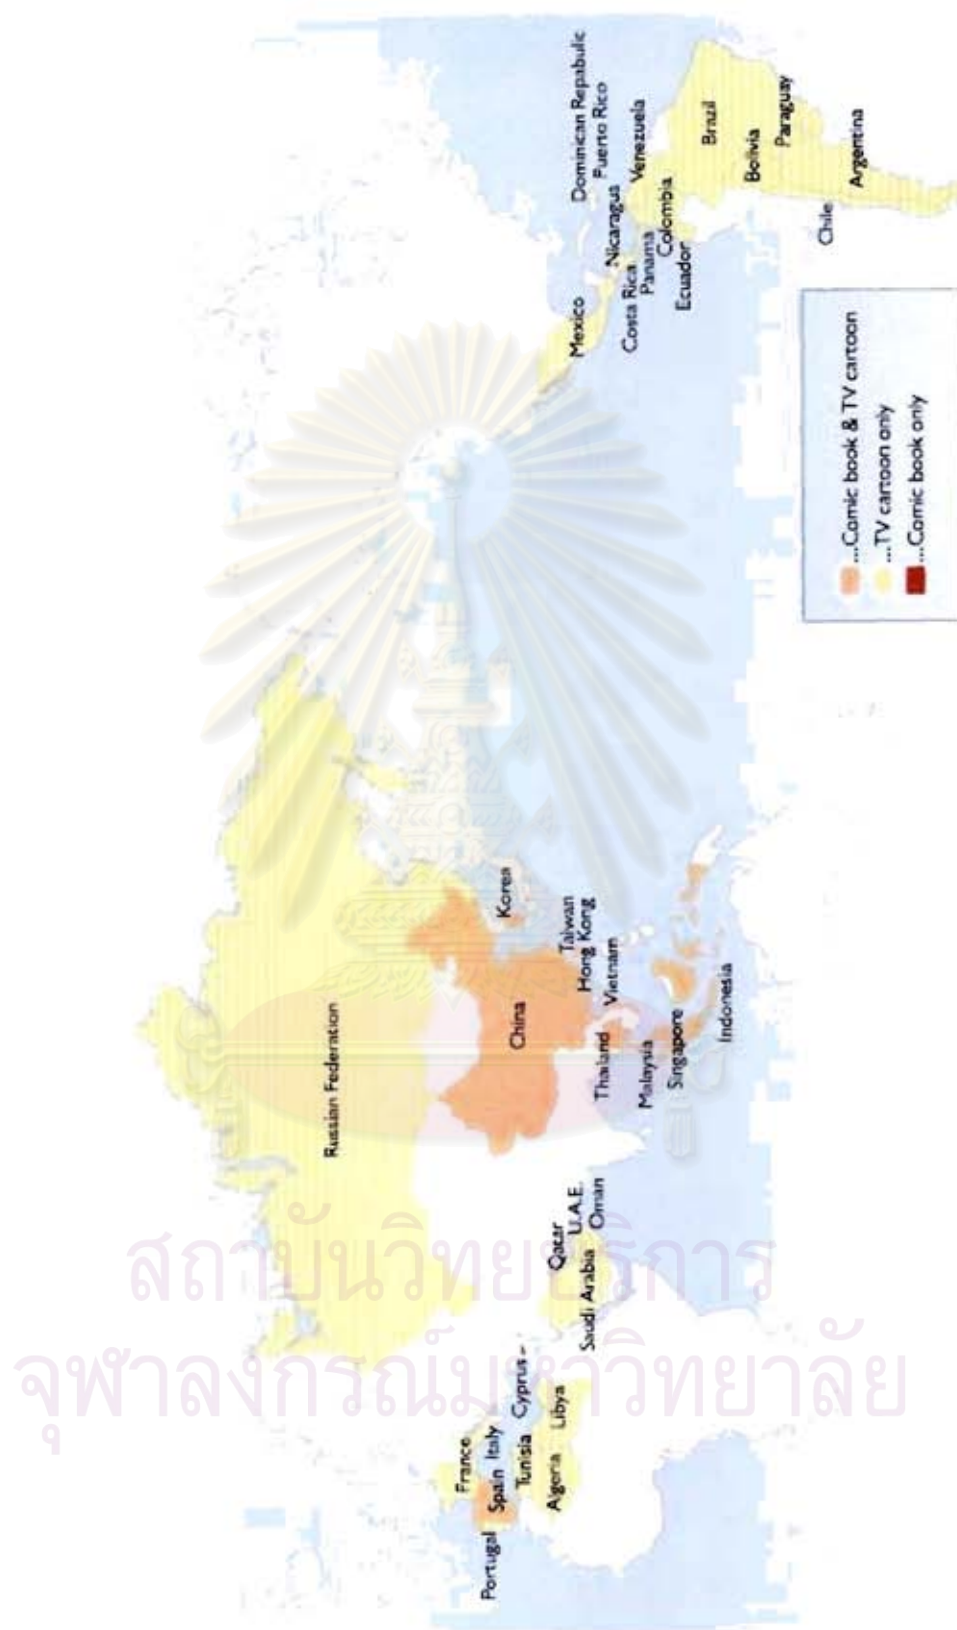 Portugal
France
Spain
Italy
Cyprus
Tunisia
Algeria
Libya
Russian Federation
Qatar
U.A.E.
Oman
Saudi Arabia
China
Korea
Taiwan
Hong Kong
Vietnam
Thailand
Malaysia
Singapore
Indonesia
Mexico
Dominican Repabulic
Puerto Rico
Nicaragua
Costa Rica
Panama
Venezuela
Colombia
Ecuador
Brazil
Bolivia
Paraguay
Chile
Argentina
...Comic book & TV cartoon
...TV cartoon only
...Comic book only
สถาบันวิทยบริการ
จุฬาลงกรณ์มหาวิทยาลัย